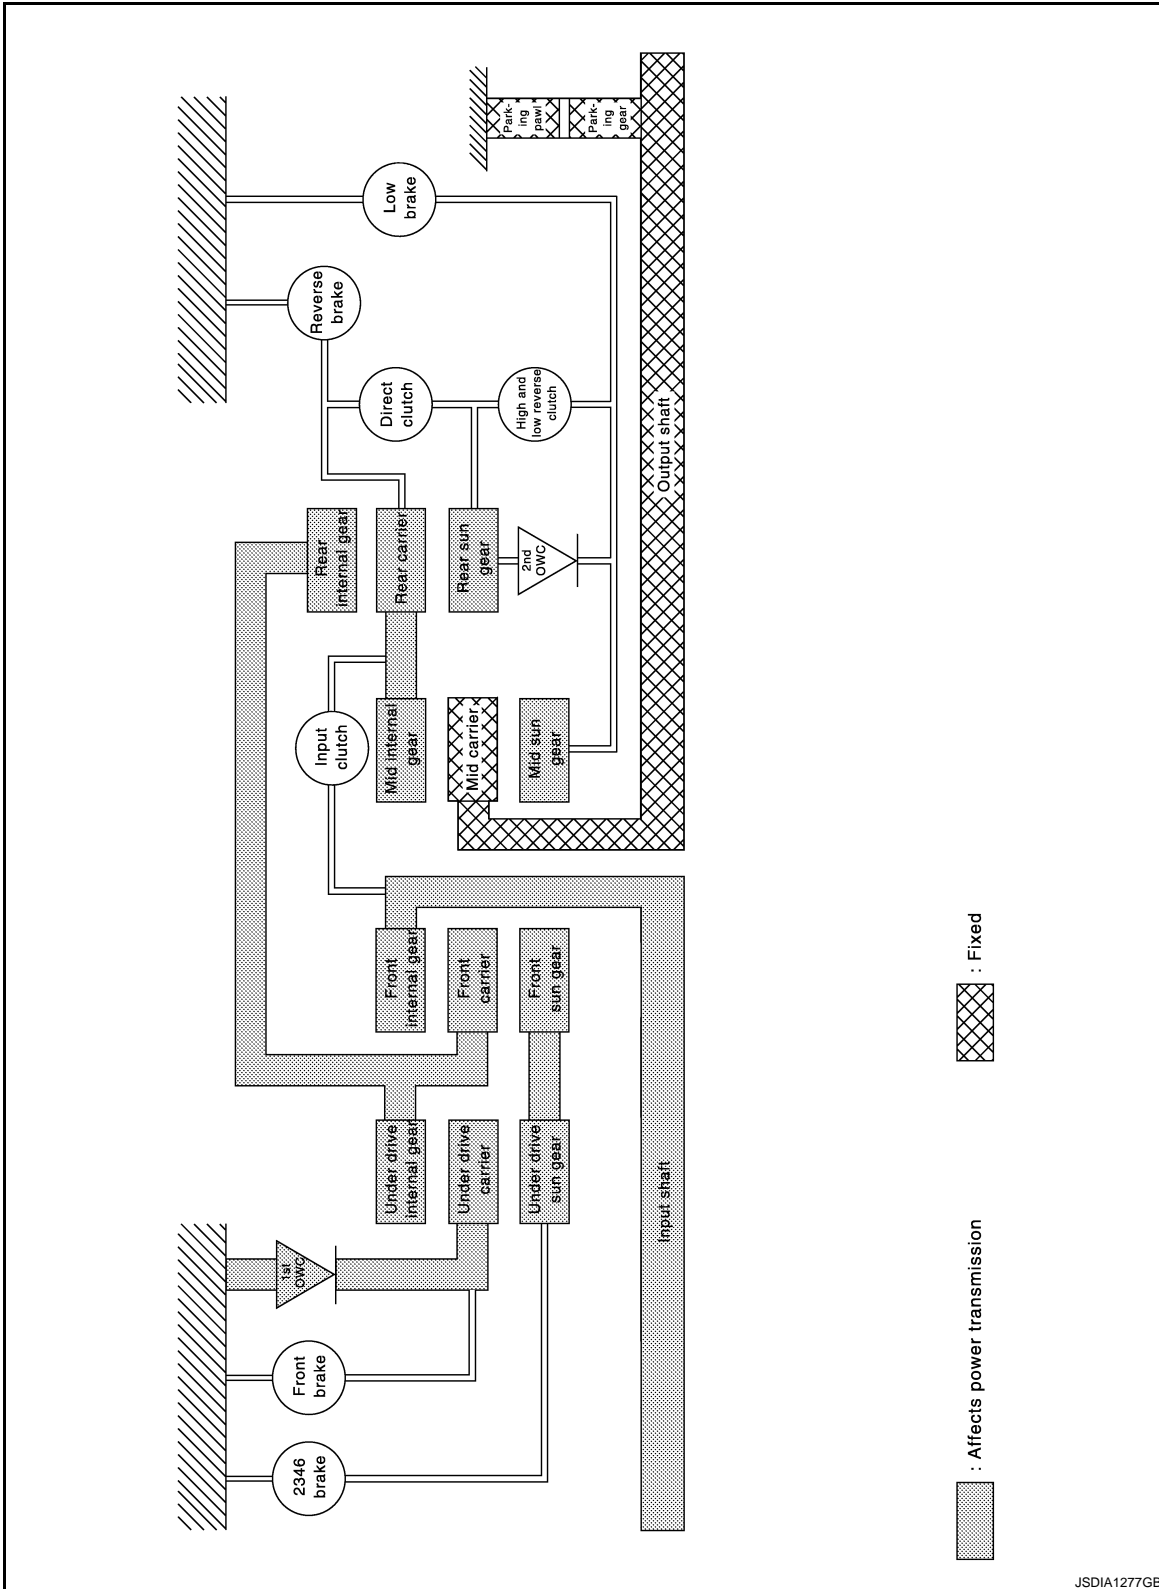 Park-
ing
pawl
Park-
ing
gear
Low
brake
Reverse
brake
Direct
clutch
High and
low reverse
clutch
Output shaft
Rear
internal gear
Rear carrier
Rear sun
gear
2nd
OWC
Input
clutch
Mid internal
gear
Mid carrier
Mid sun
gear
Front
internal gear
Front
carrier
Front
sun gear
Under drive
internal gear
Under drive
carrier
Under drive
sun gear
Input shaft
1st
OWC
Front
brake
2346
brake
: Affects power transmission
: Fixed
JSDIA1277GB